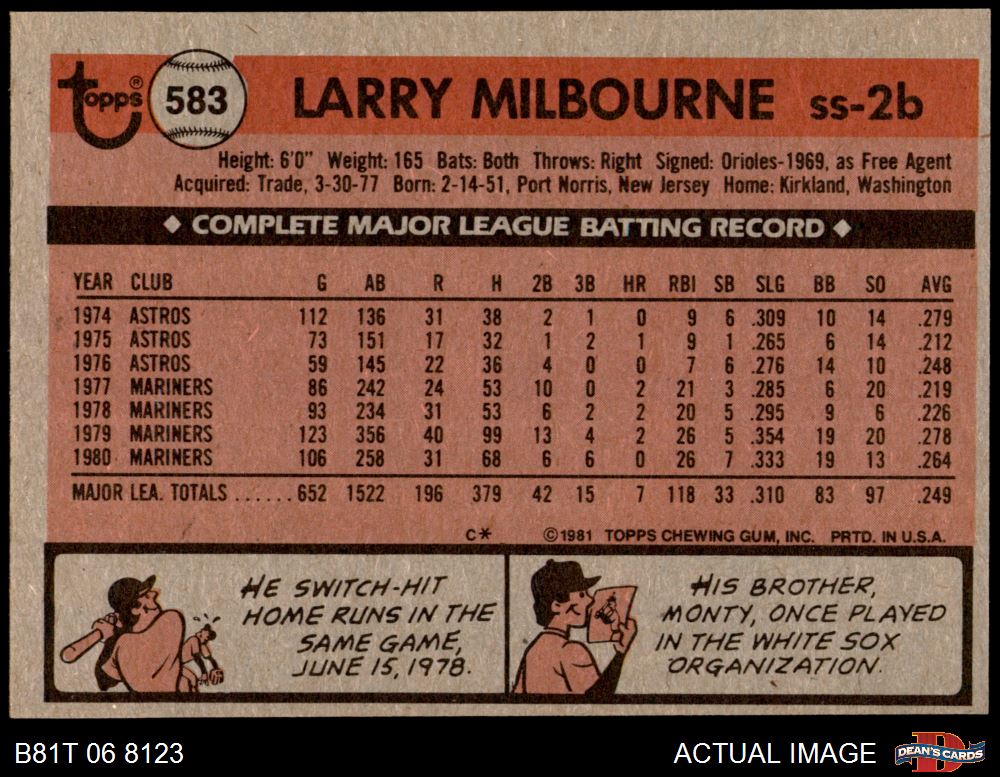 topps® 583 LARRY MILBOURNE ss-2b
Height: 6'0" Weight: 165 Bats: Both Throws: Right Signed: Orioles-1969, as Free Agent
Acquired: Trade, 3-30-77 Born: 2-14-51, Port Norris, New Jersey Home: Kirkland, Washington
◆ COMPLETE MAJOR LEAGUE BATTING RECORD ◆
YEAR CLUB G AB R H 2B 3B HR RBI SB SLG BB SO AVG
1974 ASTROS 112 136 31 38 2 1 0 9 6 .309 10 14 .279
1975 ASTROS 73 151 17 32 1 2 1 9 1 .265 6 14 .212
1976 ASTROS 59 145 22 36 4 0 0 7 6 .276 14 10 .248
1977 MARINERS 86 242 24 53 10 0 2 21 3 .285 6 20 .219
1978 MARINERS 93 234 31 53 6 2 2 20 5 .295 9 6 .226
1979 MARINERS 123 356 40 99 13 4 2 26 5 .354 19 20 .278
1980 MARINERS 106 258 31 68 6 6 0 26 7 .333 19 13 .264
MAJOR LEA. TOTALS ......652 1522 196 379 42 15 7 118 33 .310 83 97 .249
C* ©1981 TOPPS CHEWING GUM, INC. PRTD. IN U.S.A.
HE SWITCH-HIT
HOME RUNS IN THE
SAME GAME,
JUNE 15, 1978.
HIS BROTHER,
MONTY, ONCE PLAYED
IN THE WHITE SOX
ORGANIZATION.
B81T 06 8123 ACTUAL IMAGE
D
DEAN'S CARDS